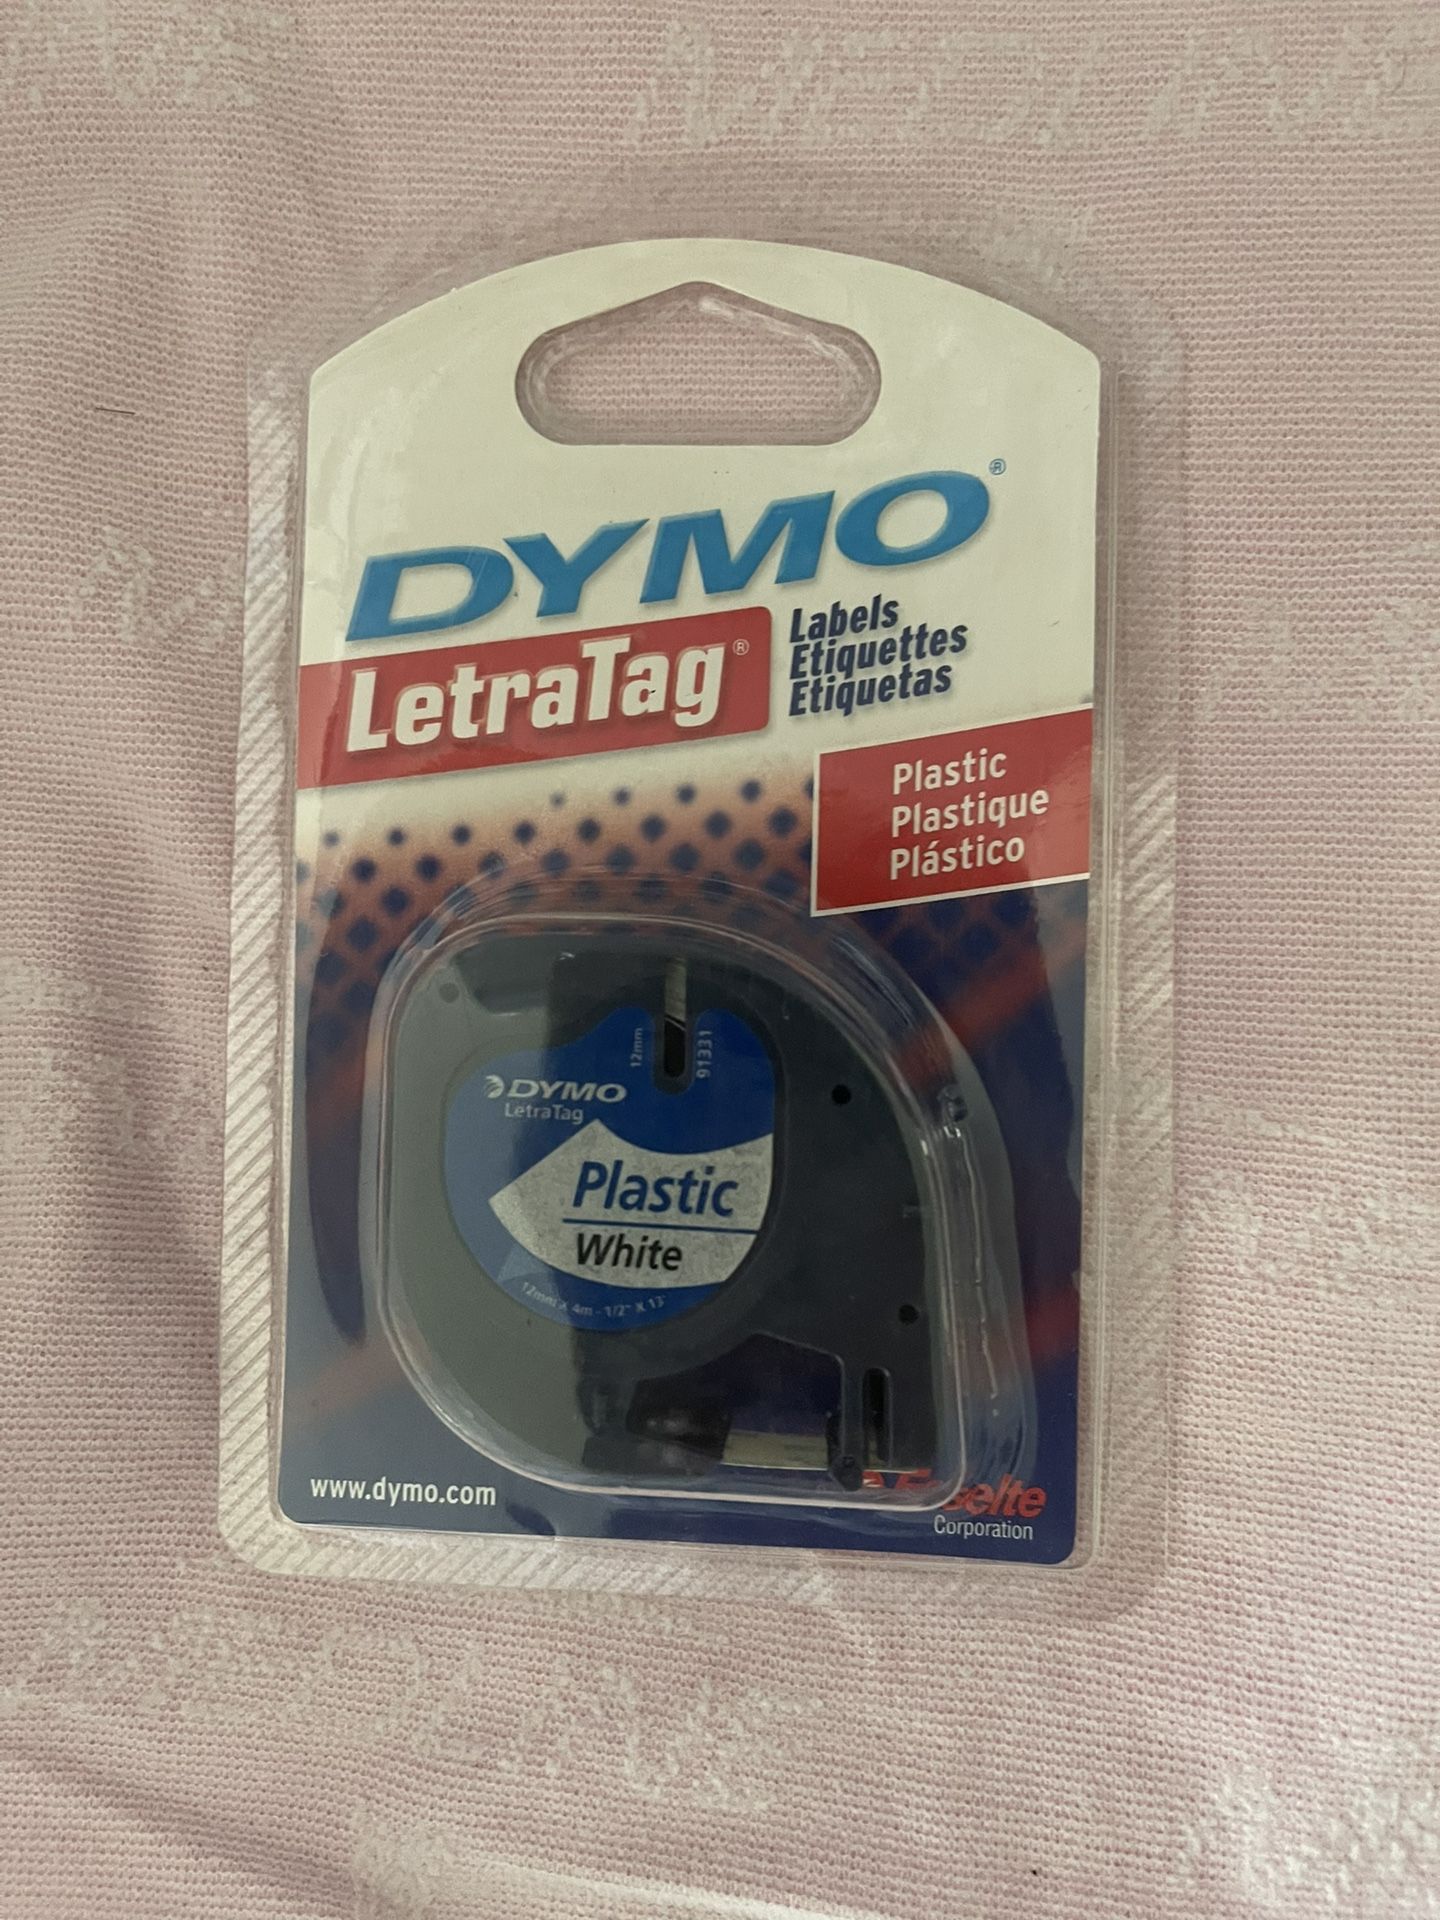 DYMO®
LetraTag®
Labels
Etiquettes
Etiquetas
Plastic
Plastique
Plástico
12mm
91331
DYMO
LetraTag
Plastic
White
12mm X 4m - 1/2" X 13'
www.dymo.com
Esselte
Corporation